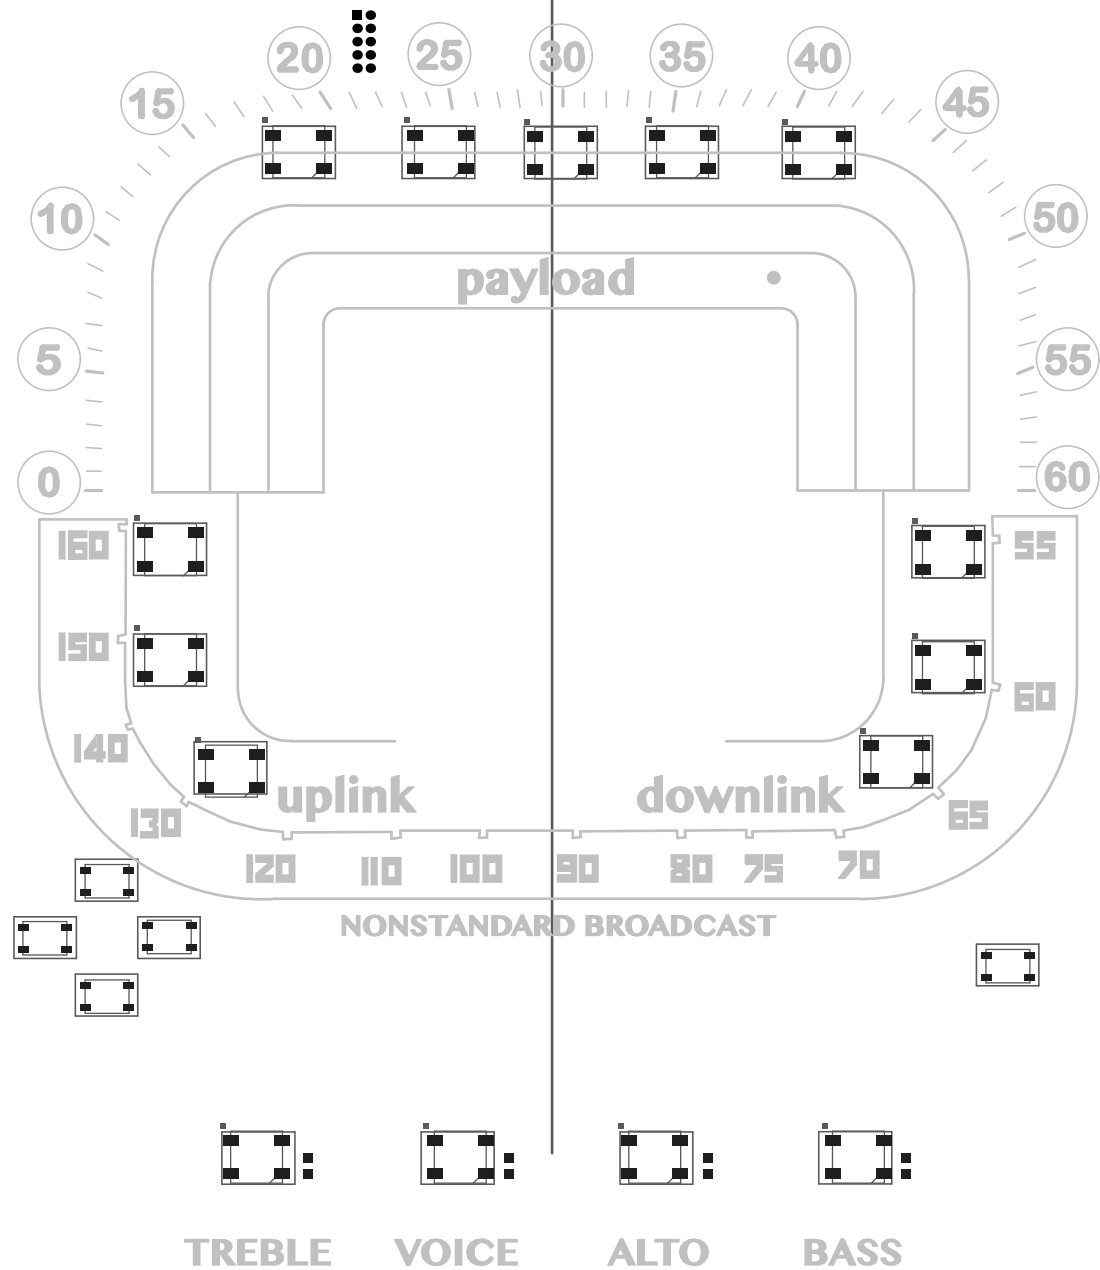 20 25 30 35 40
15 45
10 50
payload
5 55
0 60
160 55
150 60
140
uplink downlink
130 65
120 110 100 90 80 75 70
NONSTANDARD BROADCAST
TREBLE VOICE ALTO BASS